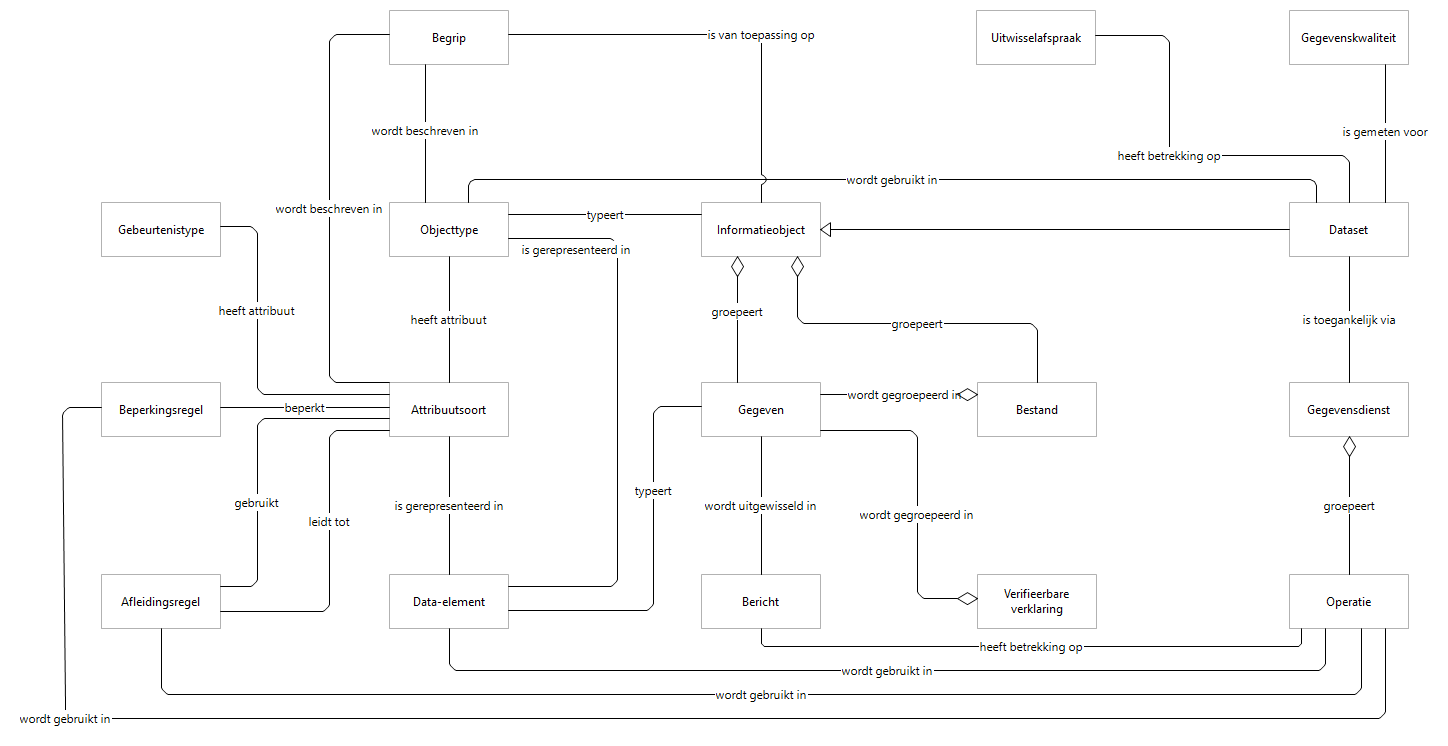 Begrip
is van toepassing op
Uitwisselafspraak
Gegevenskwaliteit
wordt beschreven in
is gemeten voor
heeft betrekking op
wordt gebruikt in
wordt beschreven in
Gebeurtenistype
Objecttype
typeert
Informatieobject
Dataset
is gerepresenteerd in
heeft attribuut
heeft attribuut
groepeert
groepeert
is toegankelijk via
Beperkingsregel
beperkt
Attribuutsoort
Gegeven
wordt gegroepeerd in
Bestand
Gegevensdienst
gebruikt
leidt tot
is gerepresenteerd in
typeert
wordt uitgewisseld in
wordt gegroepeerd in
groepeert
Afleidingsregel
Data-element
Bericht
Verifieerbare
verklaring
Operatie
heeft betrekking op
wordt gebruikt in
wordt gebruikt in
wordt gebruikt in